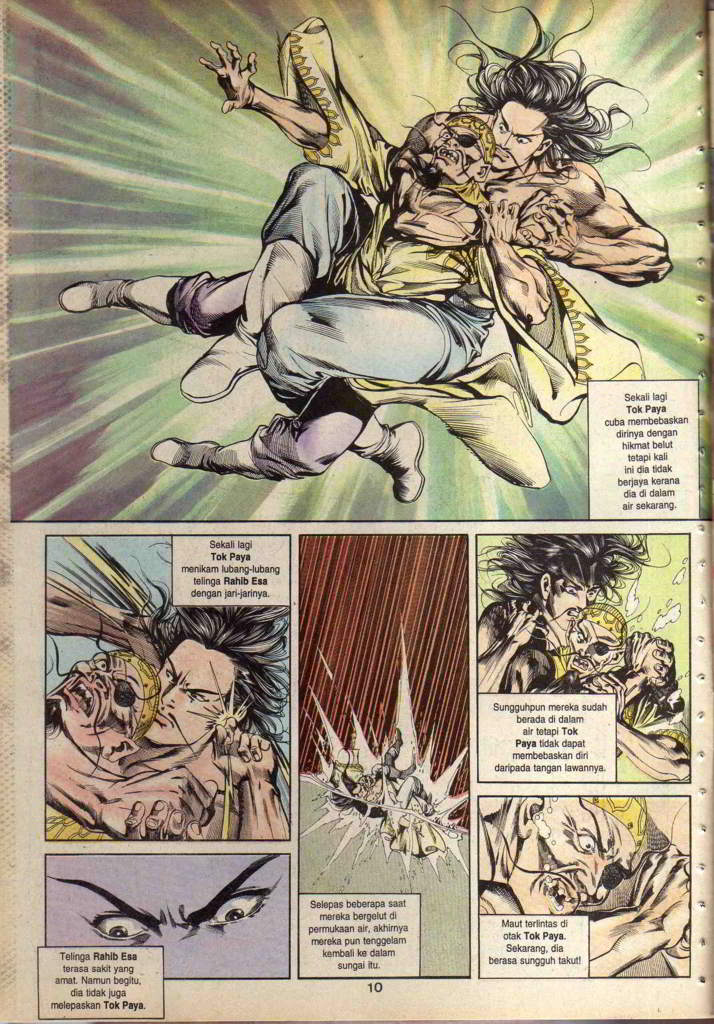 Sekali lagi
Tok Paya
cuba membebaskan
dirinya dengan
hikmat belut
tetapi kali
ini dia tidak
berjaya kerana
dia di dalam
air sekarang.
Sekali lagi
Tok Paya
menikam lubang-lubang
telinga Rahib Esa
dengan jari-jarinya.
Telinga Rahib Esa
terasa sakit yang
amat. Namun begitu,
dia tidak juga
melepaskan Tok Paya.
Selepas beberapa saat
mereka bergelut di
permukaan air, akhirnya
mereka pun tenggelam
kembali ke dalam
sungai itu.
Sungguhpun mereka sudah
berada di dalam
air tetapi Tok
Paya tidak dapat
membebaskan diri
daripada tangan lawannya.
Maut terlintas di
otak Tok Paya.
Sekarang, dia
berasa sungguh takut!
10